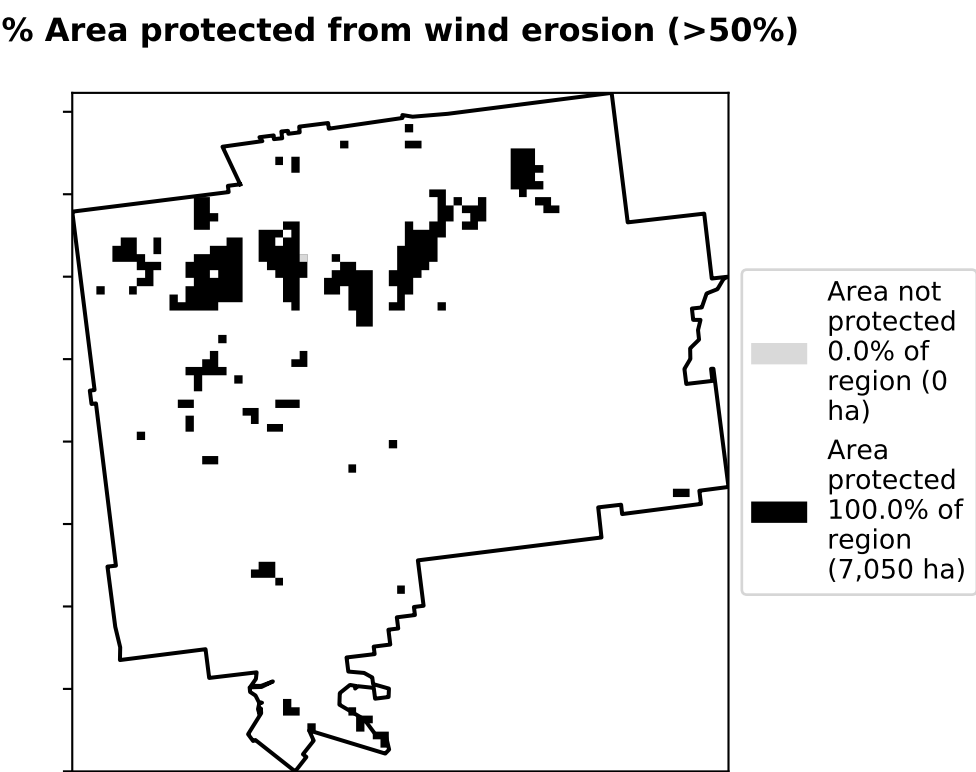 % Area protected from wind erosion (>50%)
Area not
protected
0.0% of
region (0
ha)
Area
protected
100.0% of
region
(7,050 ha)